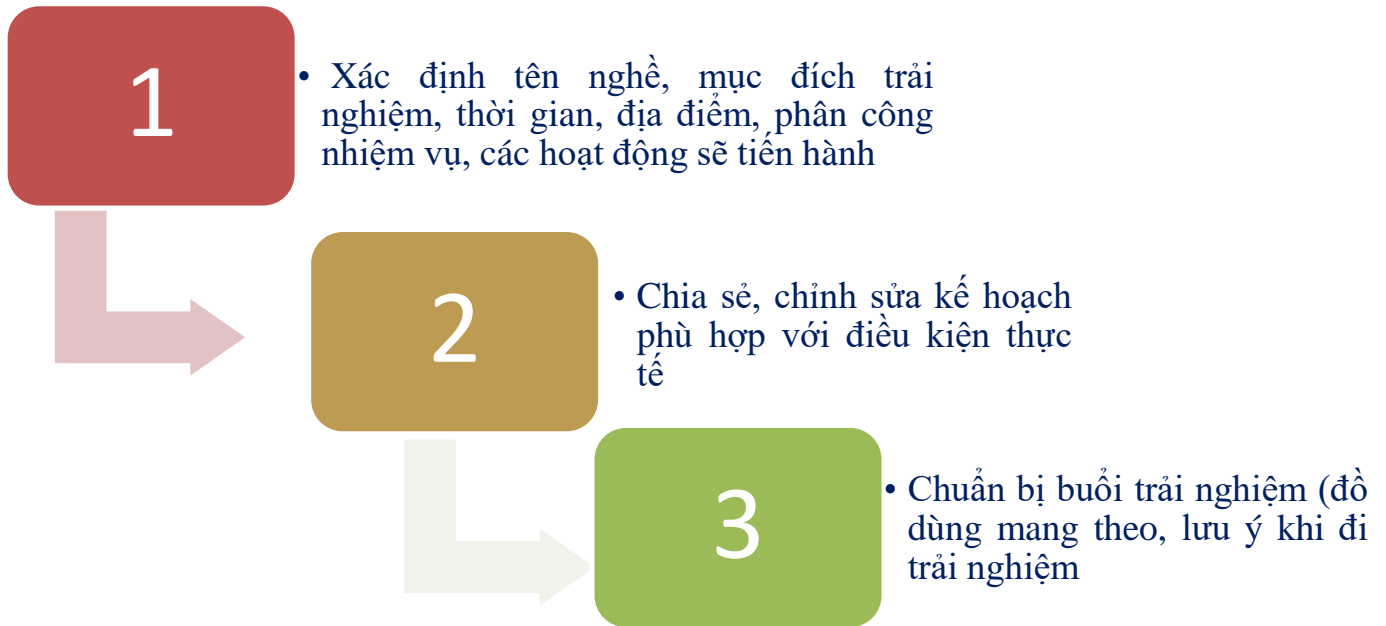 1
• Xác định tên nghề, mục đích trải
nghiệm, thời gian, địa điểm, phân công
nhiệm vụ, các hoạt động sẽ tiến hành
2
• Chia sẻ, chỉnh sửa kế hoạch
phù hợp với điều kiện thực
tế
3
• Chuẩn bị buổi trải nghiệm (đồ
dùng mang theo, lưu ý khi đi
trải nghiệm